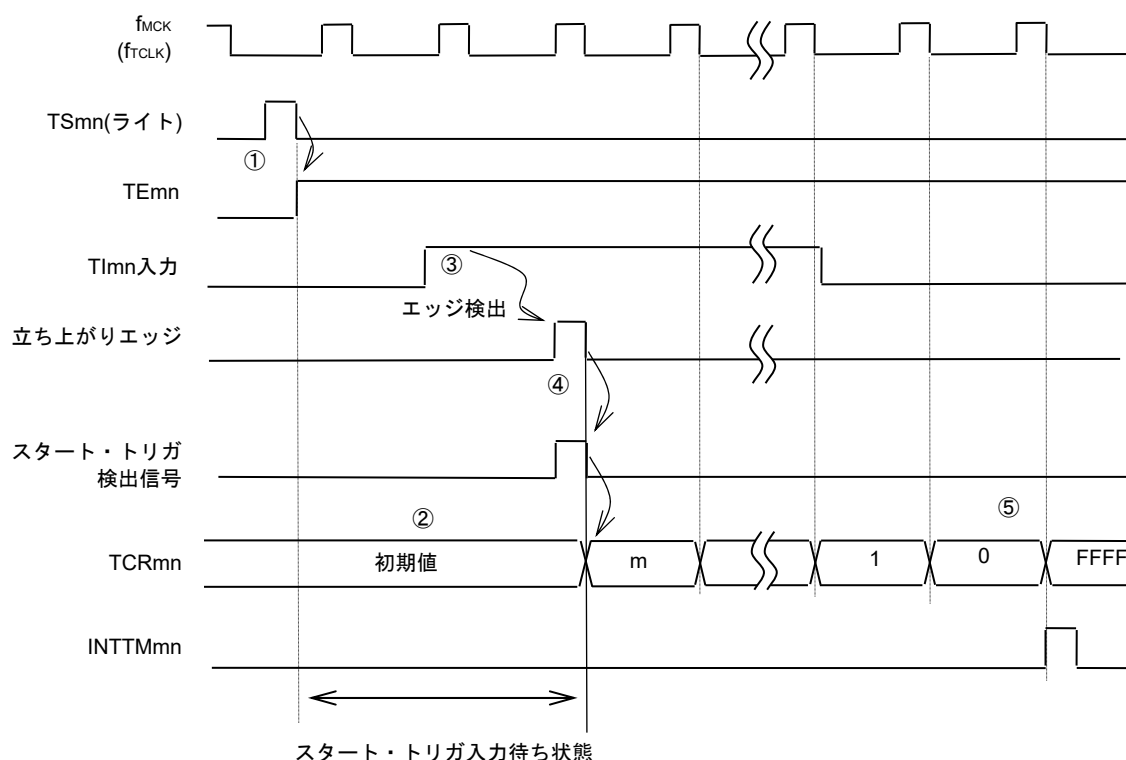 fMCK
(fTCLK)
TSmn(ライト)
①
TEmn
TImn入力
③
エッジ検出
立ち上がりエッジ
④
スタート・トリガ
検出信号
②
⑤
TCRmn
初期値
m
1
0
FFFF
INTTMmn
スタート・トリガ入力待ち状態